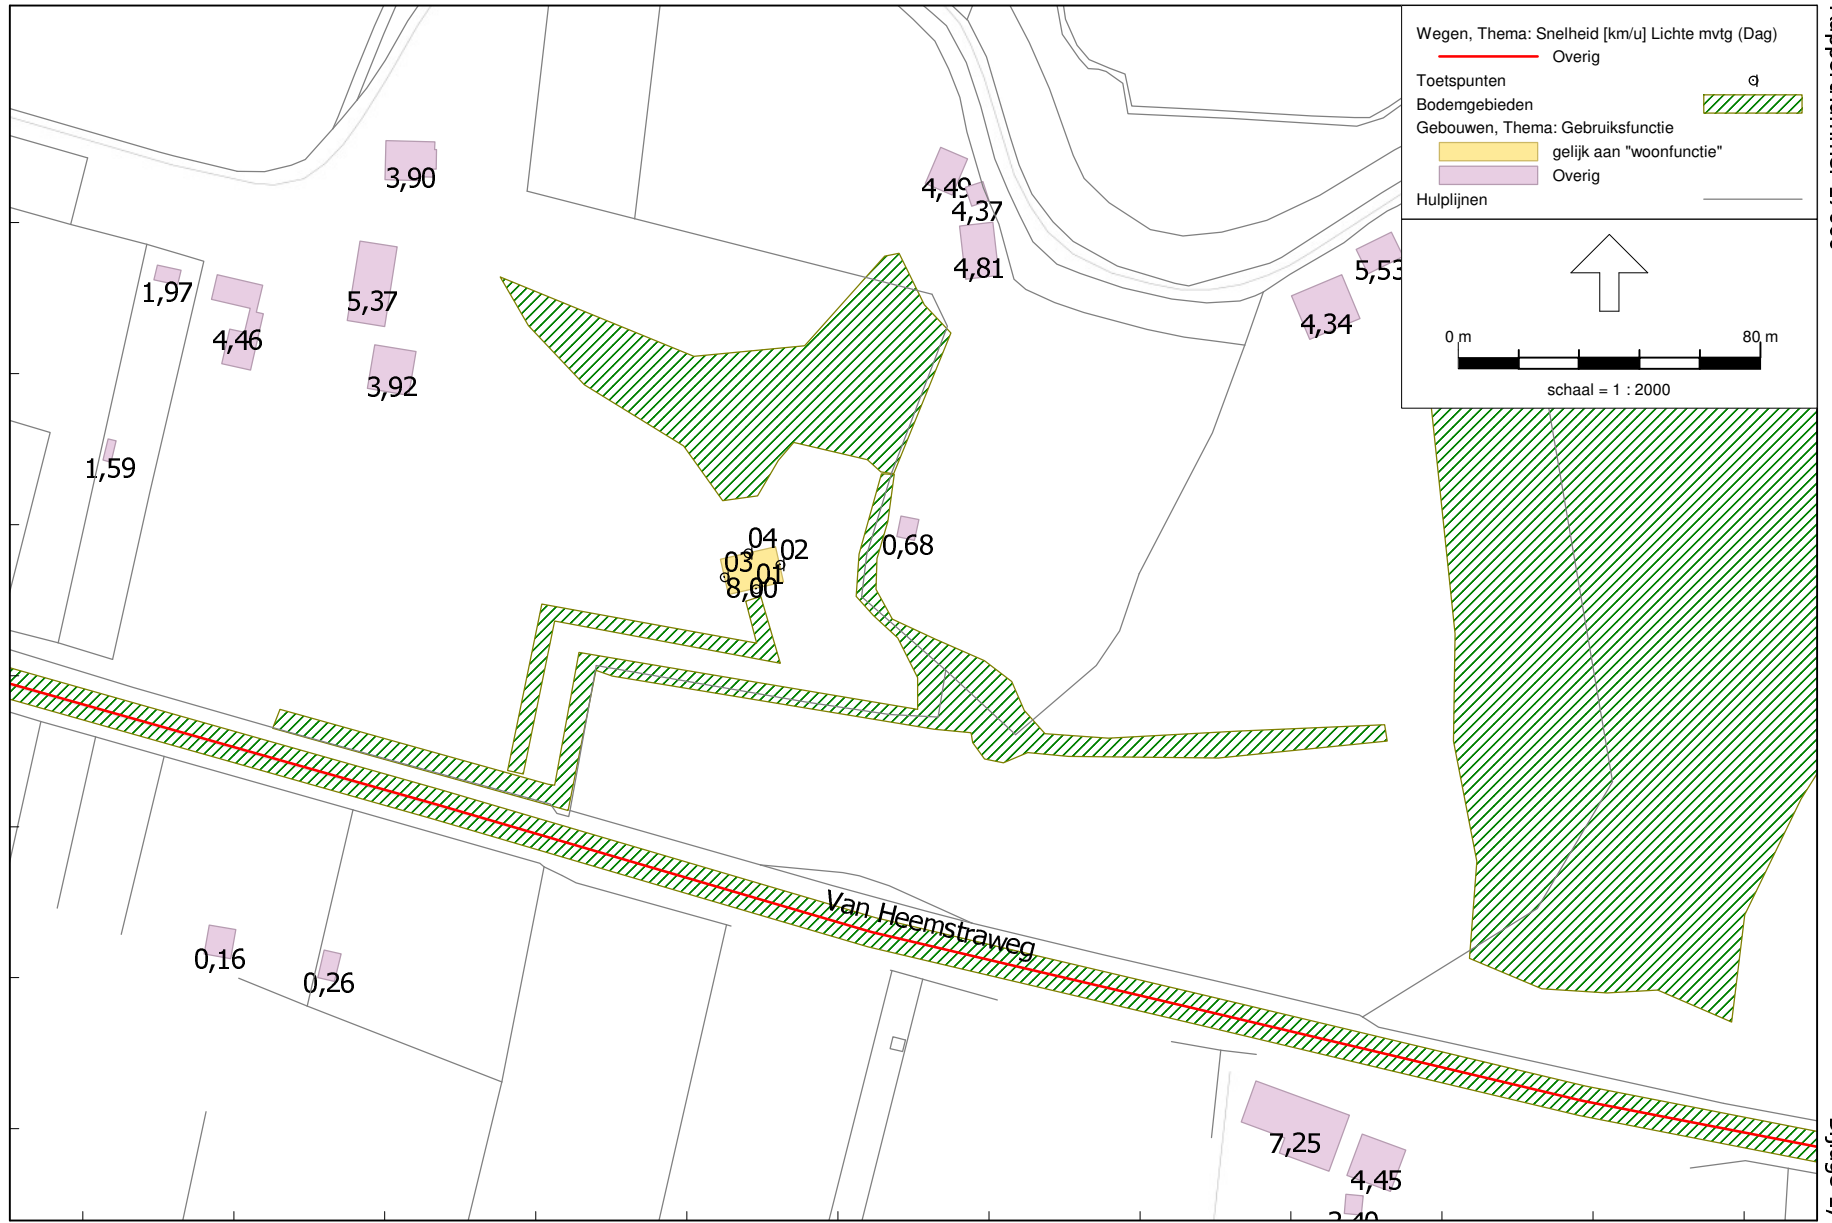 Wegen, Thema: Snelheid [km/u] Lichte mvtg (Dag)
Overig
Toetspunten
Bodemgebieden
Gebouwen, Thema: Gebruiksfunctie
gelijk aan "woonfunctie"
Overig
Hulplijnen
0 m 80 m
schaal = 1 : 2000
3,90
4,49
4,37
4,81
5,53
1,97
5,37
4,46
4,34
3,92
1,59
04
02
0,68
03
01
8,00
Van Heemstraweg
0,16
0,26
7,25
4,45